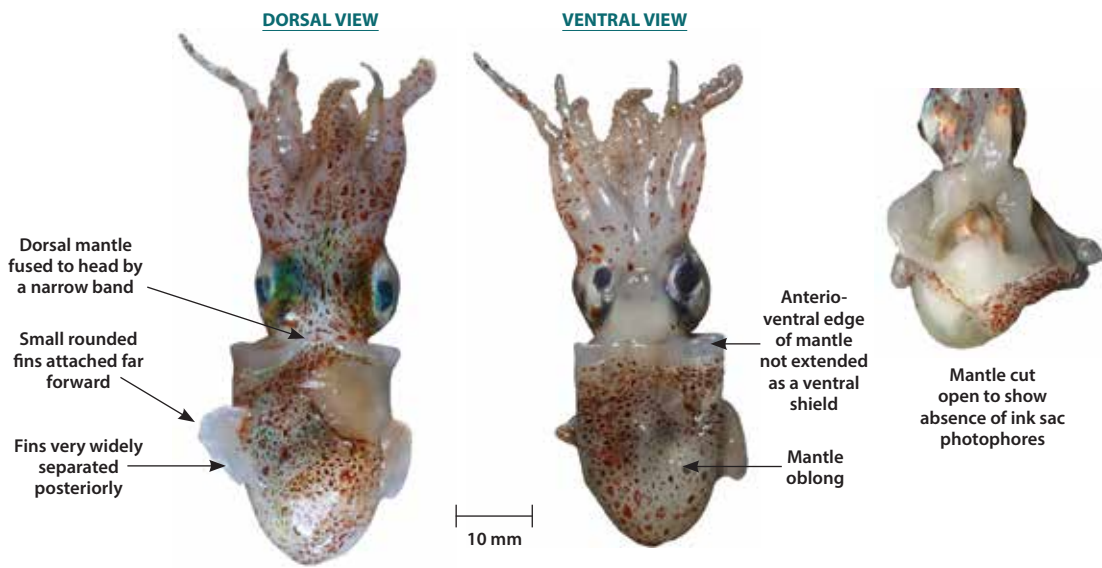 DORSAL VIEW
VENTRAL VIEW
Dorsal mantle
fused to head by
a narrow band
Small rounded
fins attached far
forward
Fins very widely
separated
posteriorly
10 mm
Anterio-
ventral edge
of mantle
not extended
as a ventral
shield
Mantle
oblong
Mantle cut
open to show
absence of ink sac
photophores